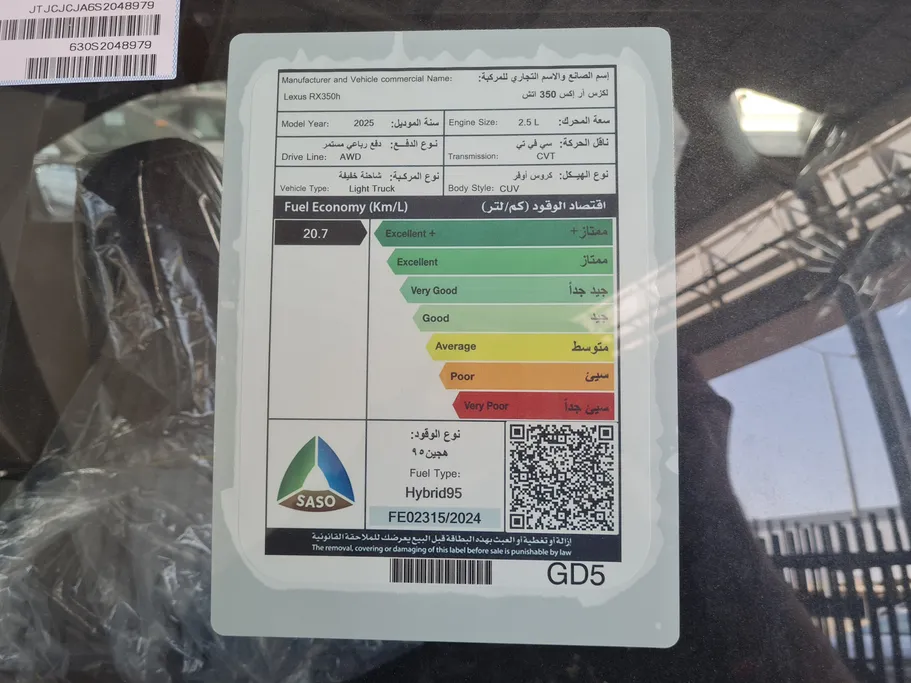 JTJCJCJA6S2048979
630S2048979
Manufacturer and Vehicle commercial Name: إسم الصانع والاسم التجاري للمركبة:
Lexus RX350h لكزس أر إكس 350 اتش
Model Year: 2025 سنة الموديل:
Engine Size: 2.5 L سعة المحرك:
نوع الدفع: دفع رباعي مستمر
Drive Line: AWD
ناقل الحركة: سي في تي
Transmission: CVT
نوع المركبة: شاحنة خفيفة
Vehicle Type: Light Truck
نوع الهيكل: كروس أوفر
Body Style: CUV
Fuel Economy (Km/L) اقتصاد الوقود (كم/لتر)
20.7
Excellent + ممتاز+
Excellent ممتاز
Very Good جيد جداً
Good جيد
Average متوسط
Poor سيئ
Very Poor سيئ جداً
SASO
نوع الوقود:
هجين ٩٥
Fuel Type:
Hybrid95
FE02315/2024
إزالة أو تغطية أو العبث بهذه البطاقة قبل البيع يعرضك للملاحقة القانونية
The removal, covering or damaging of this label before sale is punishable by law
GD5